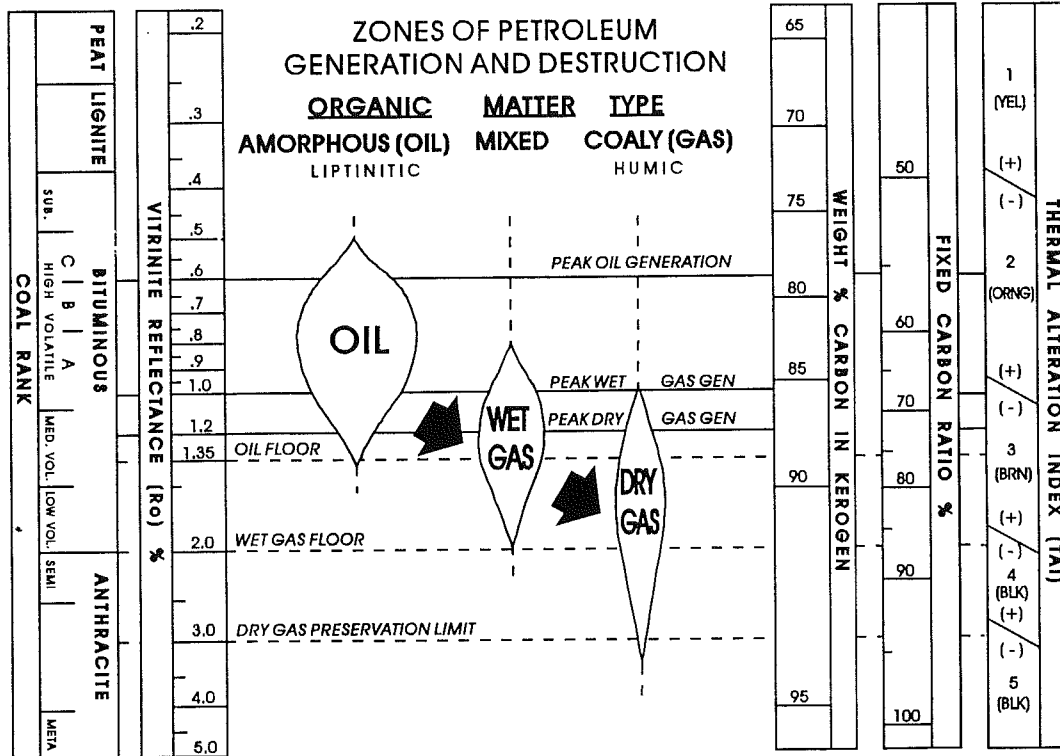 ZONES OF PETROLEUM
GENERATION AND DESTRUCTION
ORGANIC MATTER TYPE
AMORPHOUS (OIL) MIXED COALY (GAS)
LIPTINITIC HUMIC
COAL RANK
PEAT
LIGNITE
BITUMINOUS
ANTHRACITE
SUB.
HIGH VOLATILE
C B A
MED. VOL.
LOW VOL.
SEMI
META
VITRINITE REFLECTANCE (Ro) %
.2
.3
.4
.5
.6
.7
.8
.9
1.0
1.2
1.35
2.0
3.0
4.0
5.0
PEAK OIL GENERATION
OIL
PEAK WET GAS GEN
PEAK DRY GAS GEN
WET
GAS
OIL FLOOR
DRY
GAS
WET GAS FLOOR
DRY GAS PRESERVATION LIMIT
65
70
75
80
85
90
95
WEIGHT % CARBON IN KEROGEN
50
60
70
80
90
100
FIXED CARBON RATIO %
1
(YEL)
(+)
(-)
2
(ORNG)
(+)
(-)
3
(BRN)
(+)
(-)
4
(BLK)
(+)
(-)
5
(BLK)
THERMAL ALTERATION INDEX (TAI)